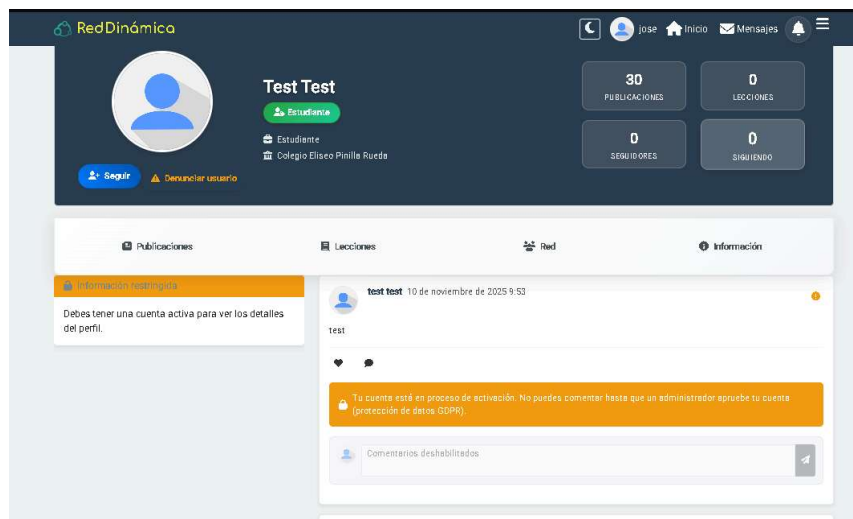 RedDinámica
jose
Inicio
Mensajes
Test Test
Estudiante
Estudiante
Colegio Eliseo Pinilla Rueda
Seguir
Denunciar usuario
30
PUBLICACIONES
0
LECCIONES
0
SEGUIDORES
0
SIGUIENDO
Publicaciones
Lecciones
Red
Información
Información restringida
Debes tener una cuenta activa para ver los detalles
del perfil.
test test 10 de noviembre de 2025 9:53
test
Tu cuenta está en proceso de activación. No puedes comentar hasta que un administrador apruebe tu cuenta
(protección de datos GDPR).
Comentarios deshabilitados